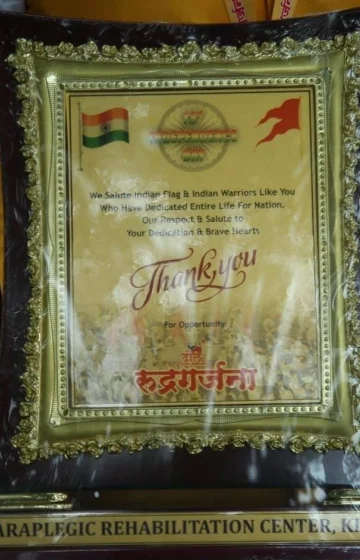 We Salute Indian Flag & Indian Warriors Like You
Who Have Dedicated Entire Life For Nation.
Our Respect & Salute to
Your Dedication & Brave Hearts
Thank you
For Opportunity
रुद्रगर्जना
ARAPLEGIC REHABILITATION CENTER,